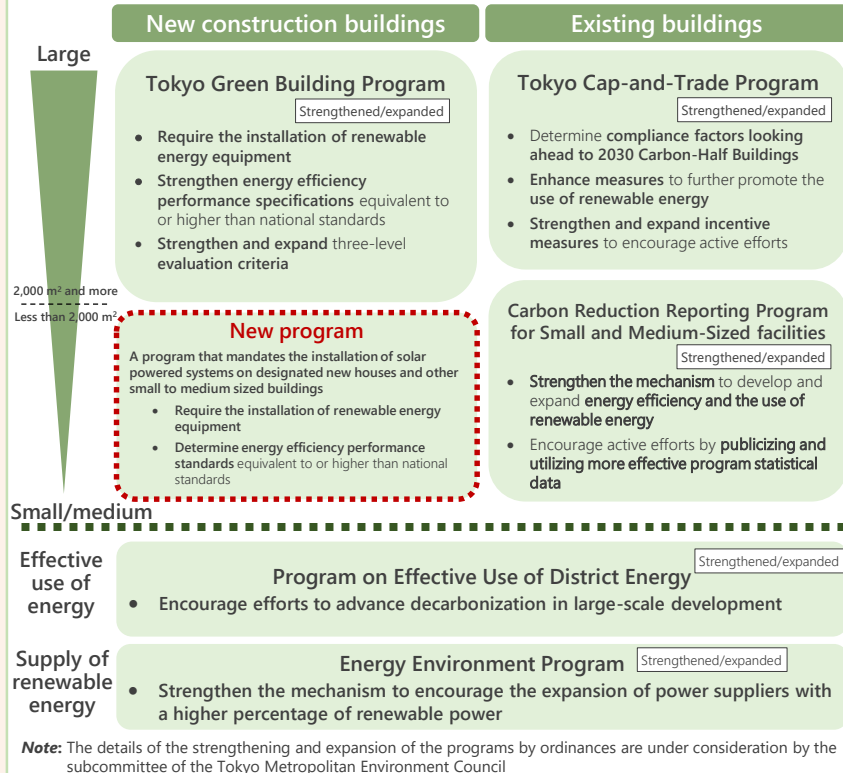 New construction buildings
Existing buildings
Large
Tokyo Green Building Program
Strengthened/expanded
● Require the installation of renewable
energy equipment
● Strengthen energy efficiency
performance specifications equivalent to
or higher than national standards
● Strengthen and expand three-level
evaluation criteria
Tokyo Cap-and-Trade Program
Strengthened/expanded
• Determine compliance factors looking
ahead to 2030 Carbon-Half Buildings
• Enhance measures to further promote the
use of renewable energy
• Strengthen and expand incentive
measures to encourage active efforts
2,000 m² and more
Less than 2,000 m²
New program
A program that mandates the installation of solar
powered systems on designated new houses and other
small to medium sized buildings
• Require the installation of renewable energy
equipment
• Determine energy efficiency performance
standards equivalent to or higher than national
standards
Carbon Reduction Reporting Program
for Small and Medium-Sized facilities
Strengthened/expanded
• Strengthen the mechanism to develop and
expand energy efficiency and the use of
renewable energy
• Encourage active efforts by publicizing and
utilizing more effective program statistical
data
Small/medium
Effective
use of
energy
Program on Effective Use of District Energy
Strengthened/expanded
• Encourage efforts to advance decarbonization in large-scale development
Supply of
renewable
energy
Energy Environment Program
Strengthened/expanded
• Strengthen the mechanism to encourage the expansion of power suppliers with
a higher percentage of renewable power
Note: The details of the strengthening and expansion of the programs by ordinances are under consideration by the
subcommittee of the Tokyo Metropolitan Environment Council